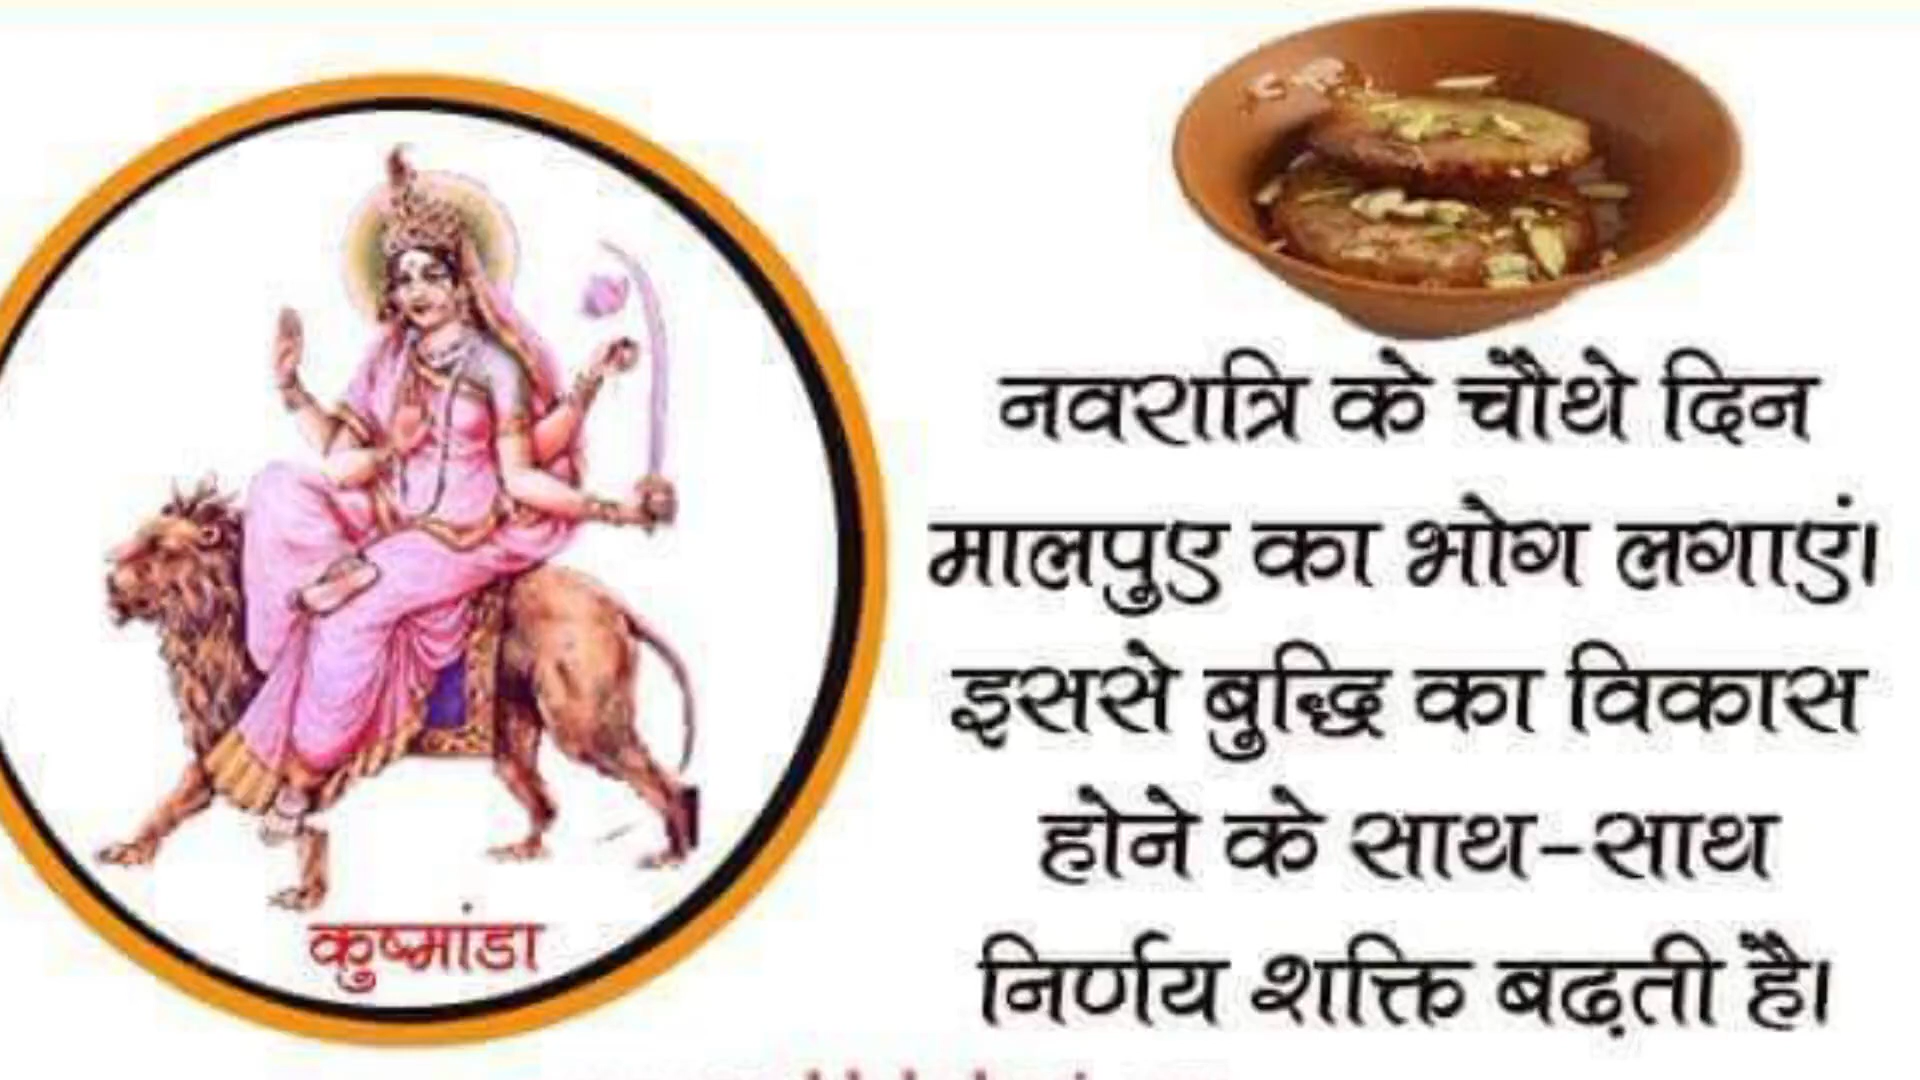 नवरात्रि के चौथे दिन
मालपुए का भोग लगाएं।
इससे बुद्धि का विकास
होने के साथ-साथ
निर्णय शक्ति बढ़ती है।
कुष्मांडा